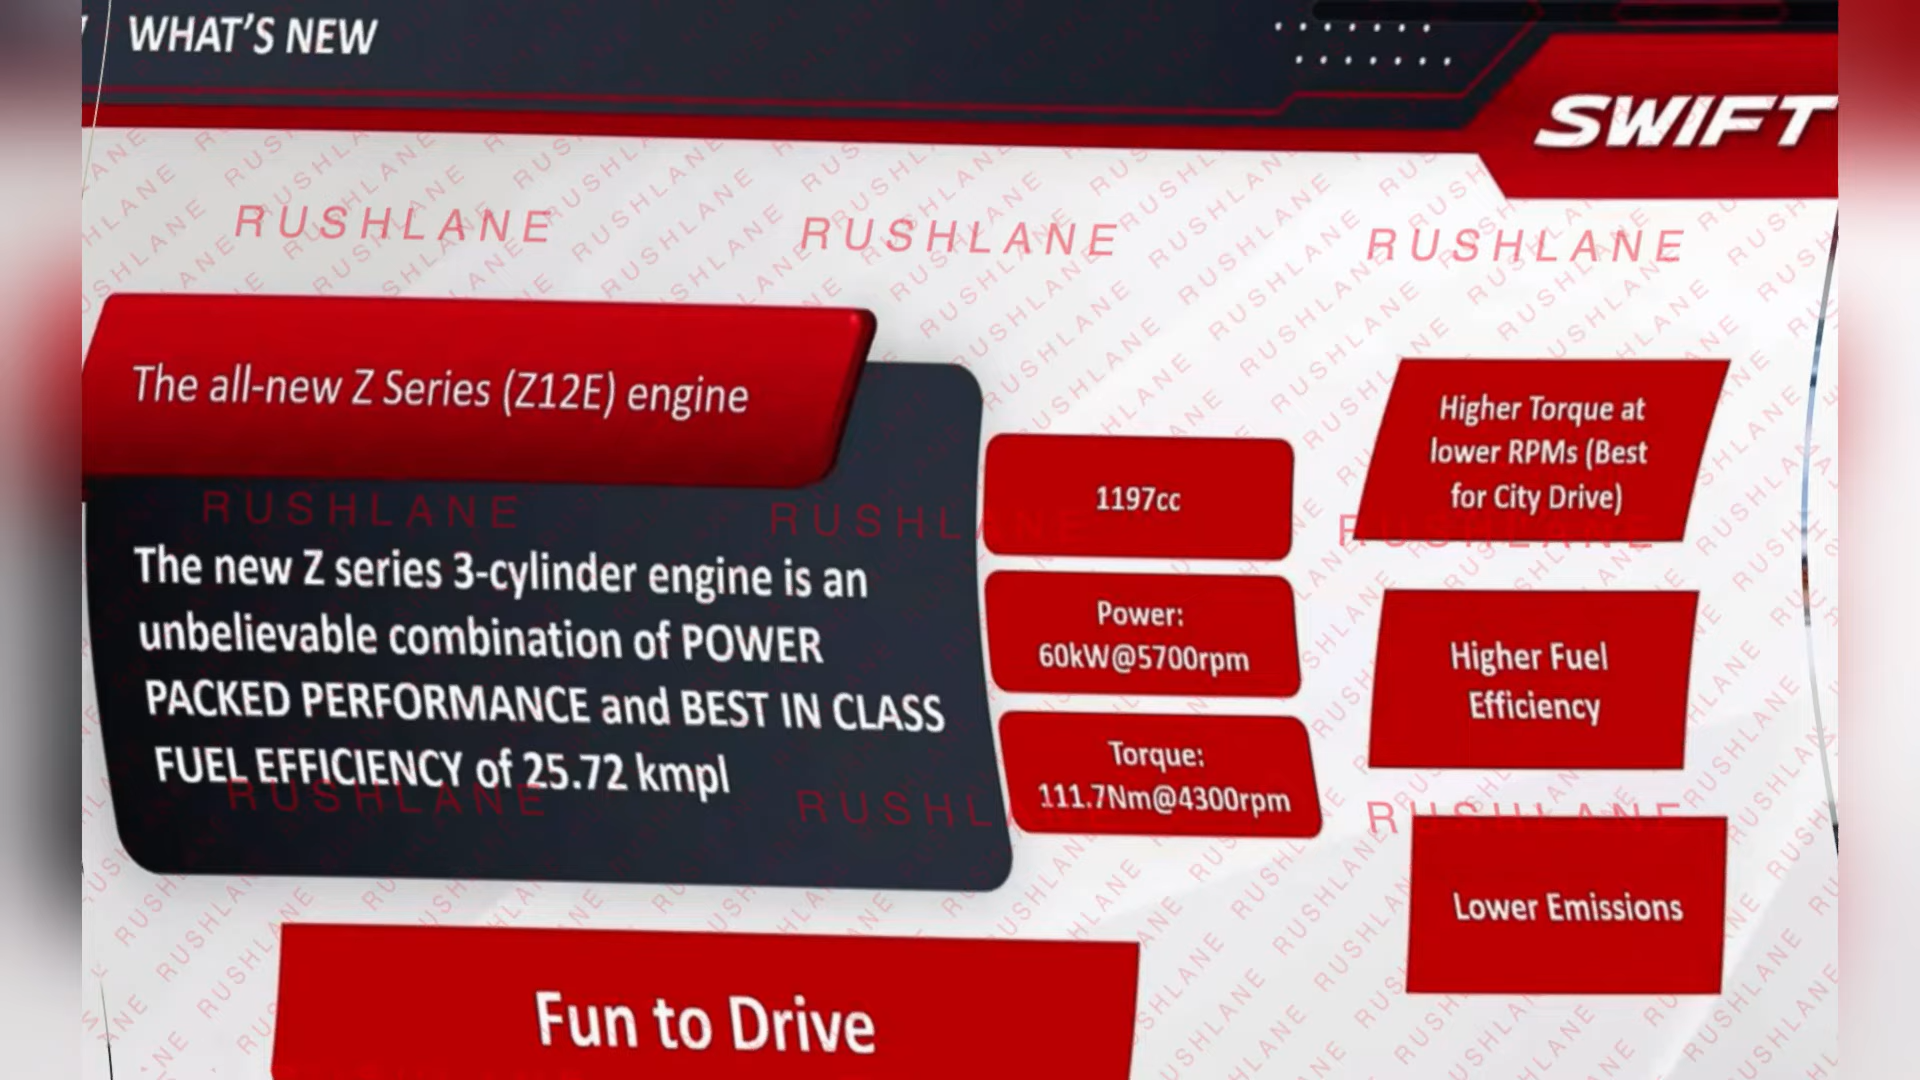 WHAT'S NEW
SWIFT
RUSHLANE RUSHLANE RUSHLANE
The all-new Z Series (Z12E) engine
The new Z series 3-cylinder engine is an
unbelievable combination of POWER
PACKED PERFORMANCE and BEST IN CLASS
FUEL EFFICIENCY of 25.72 kmpl
1197cc
Power:
60kW@5700rpm
Torque:
111.7Nm@4300rpm
Higher Torque at
lower RPMs (Best
for City Drive)
Higher Fuel
Efficiency
Lower Emissions
Fun to Drive